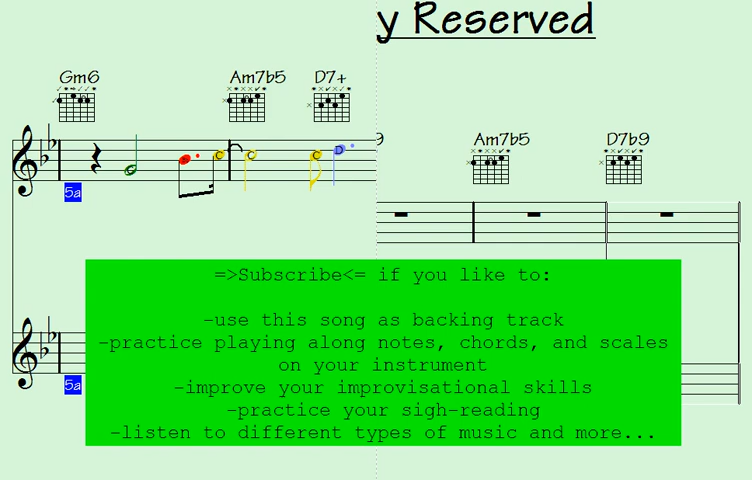 y Reserved
Gm6 Am7b5 D7+
9 Am7b5 D7b9
5a
=>Subscribe<= if you like to:
-use this song as backing track
-practice playing along notes, chords, and scales
on your instrument
5a
-improve your improvisational skills
-practice your sigh-reading
-listen to different types of music and more...